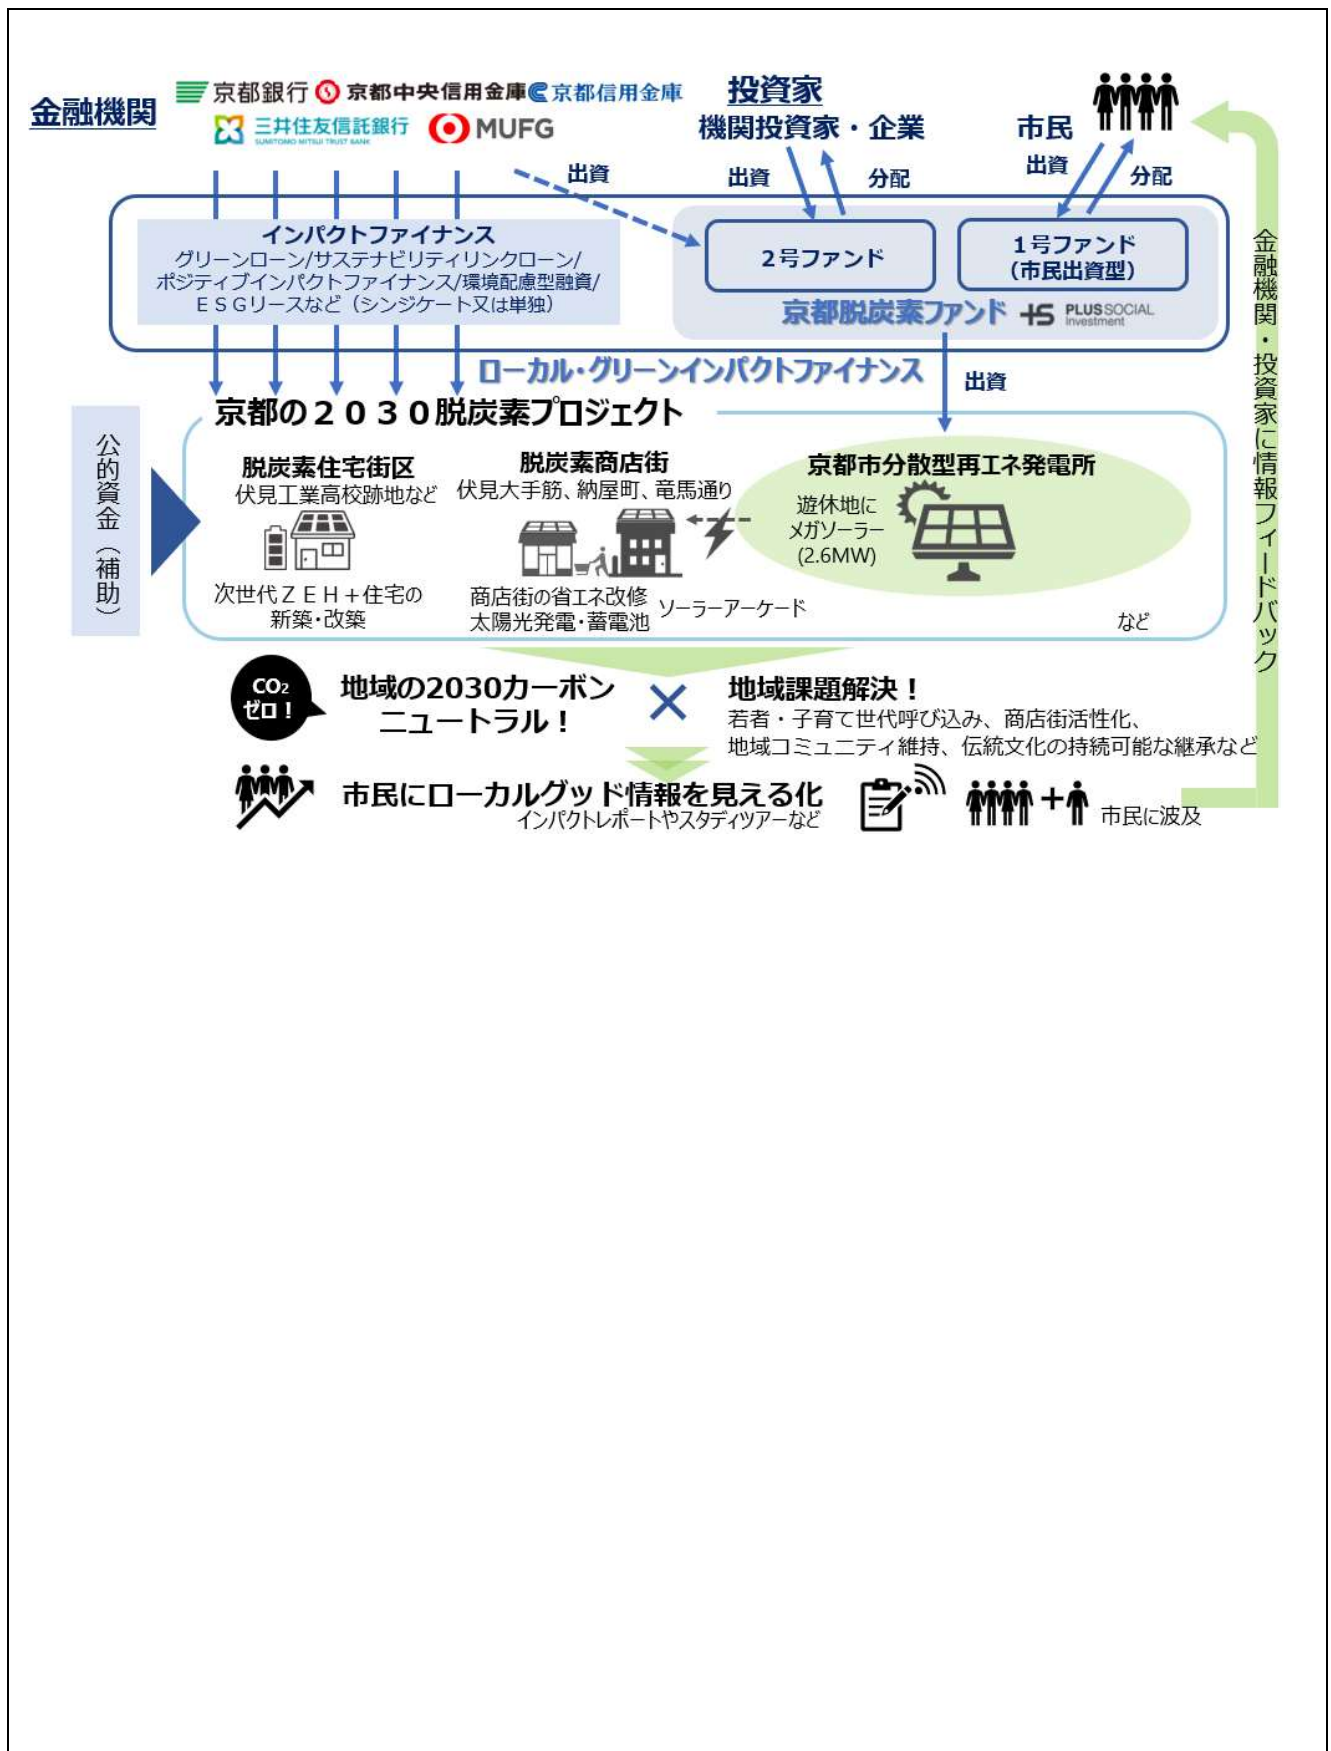 金融機関
京都銀行 京都中央信用金庫 京都信用金庫
三井住友信託銀行 MUFG
SUMITOMO MITSUI TRUST BANK
投資家
機関投資家・企業
市民
出資
出資
分配
出資
分配
インパクトファイナンス
グリーンローン/サステナビリティリンクローン/
ポジティブインパクトファイナンス/環境配慮型融資/
ESGリースなど（シンジケート又は単独）
2号ファンド
1号ファンド
（市民出資型）
京都脱炭素ファンド
PLUSSOCIAL
Investment
ローカル・グリーンインパクトファイナンス
出資
公的資金（補助）
京都の2030脱炭素プロジェクト
脱炭素住宅街区
伏見工業高校跡地など
次世代ZEH+住宅の
新築・改築
脱炭素商店街
伏見大手筋、納屋町、竜馬通り
商店街の省エネ改修
太陽光発電・蓄電池
ソーラーアーケード
京都市分散型再エネ発電所
遊休地に
メガソーラー
(2.6MW)
など
CO₂
ゼロ！
地域の2030カーボン
ニュートラル！
×
地域課題解決！
若者・子育て世代呼び込み、商店街活性化、
地域コミュニティ維持、伝統文化の持続可能な継承など
市民にローカルグッド情報を見える化
インパクトレポートやスタディツアーなど
+
市民に波及
金融機関・投資家に情報フィードバック